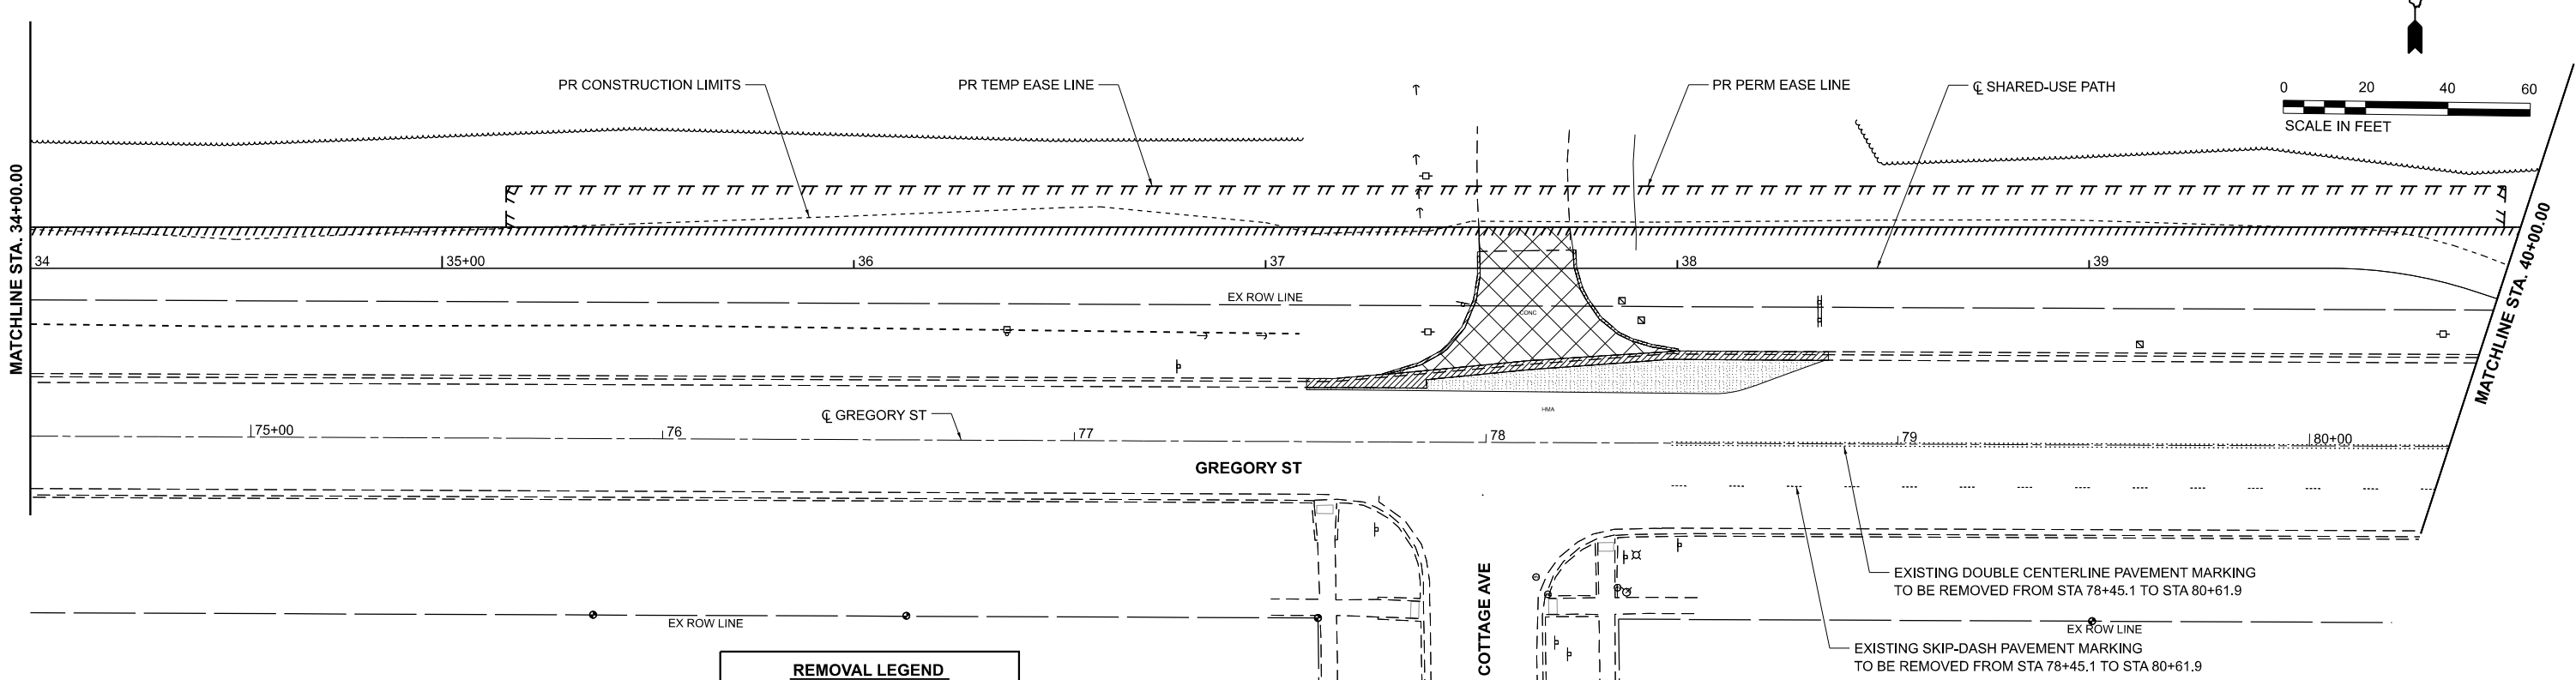 PR CONSTRUCTION LIMITS
PR TEMP EASE LINE
PR PERM EASE LINE
℄ SHARED-USE PATH
0 20 40 60
SCALE IN FEET
MATCHLINE STA. 34+00.00
34 35+00 36 37 38 39
MATCHLINE STA. 40+00.00
EX ROW LINE
CONC
HMA
℄ GREGORY ST
75+00 76 77 78 79 80+00
GREGORY ST
COTTAGE AVE
EXISTING DOUBLE CENTERLINE PAVEMENT MARKING
TO BE REMOVED FROM STA 78+45.1 TO STA 80+61.9
EX ROW LINE
EX ROW LINE
EXISTING SKIP-DASH PAVEMENT MARKING
TO BE REMOVED FROM STA 78+45.1 TO STA 80+61.9
REMOVAL LEGEND